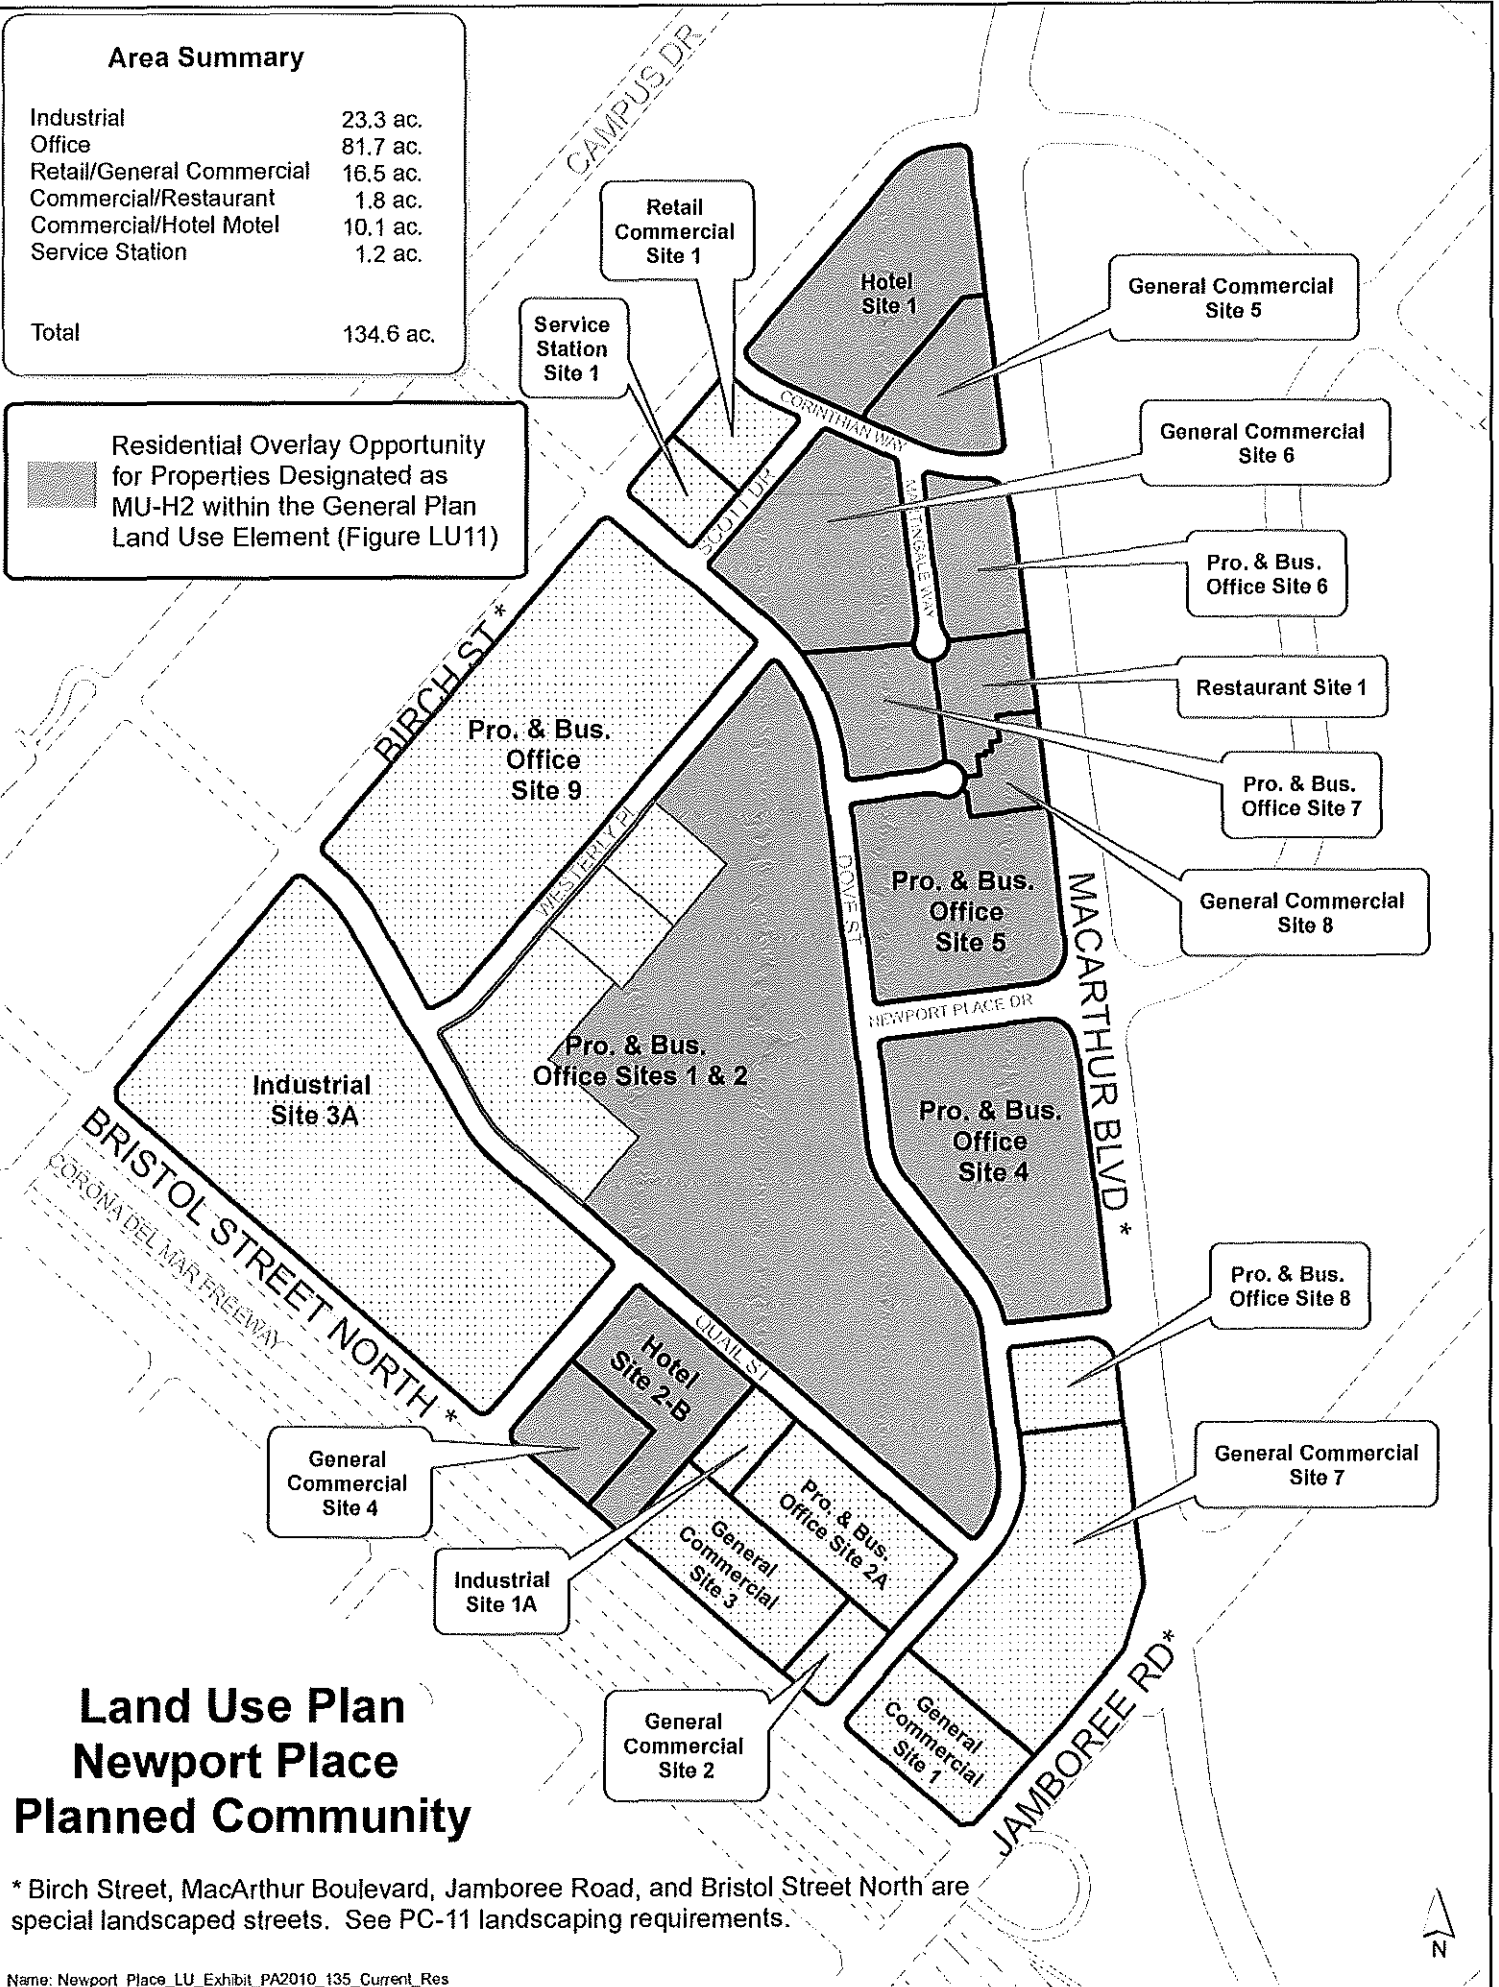 Area Summary
Industrial 23.3 ac.
Office 81.7 ac.
Retail/General Commercial 16.5 ac.
Commercial/Restaurant 1.8 ac.
Commercial/Hotel Motel 10.1 ac.
Service Station 1.2 ac.
Total 134.6 ac.
Residential Overlay Opportunity
for Properties Designated as
MU-H2 within the General Plan
Land Use Element (Figure LU11)
CAMPUS DR
Retail
Commercial
Site 1
Service
Station
Site 1
Hotel
Site 1
General Commercial
Site 5
CORINTHIAN WAY
General Commercial
Site 6
SCOTT DR
MARTINGALE WAY
Pro. & Bus.
Office Site 6
BIRCH ST *
Restaurant Site 1
Pro. & Bus.
Office
Site 9
Pro. & Bus.
Office Site 7
WESTERLY PL
DOVE ST
Pro. & Bus.
Office
Site 5
General Commercial
Site 8
MACARTHUR BLVD *
NEWPORT PLACE DR
Pro. & Bus.
Office Sites 1 & 2
Industrial
Site 3A
Pro. & Bus.
Office
Site 4
BRISTOL STREET NORTH *
CORONA DEL MAR FREEWAY
Pro. & Bus.
Office Site 8
QUAIL ST
Hotel
Site 2-B
General
Commercial
Site 4
General Commercial
Site 7
Pro. & Bus.
Office Site 2A
General
Commercial
Site 3
Industrial
Site 1A
General
Commercial
Site 2
General
Commercial
Site 1
JAMBOREE RD*
Land Use Plan
Newport Place
Planned Community
* Birch Street, MacArthur Boulevard, Jamboree Road, and Bristol Street North are
special landscaped streets. See PC-11 landscaping requirements.
N
Name: Newport_Place_LU_Exhibit_PA2010_135_Current_Res